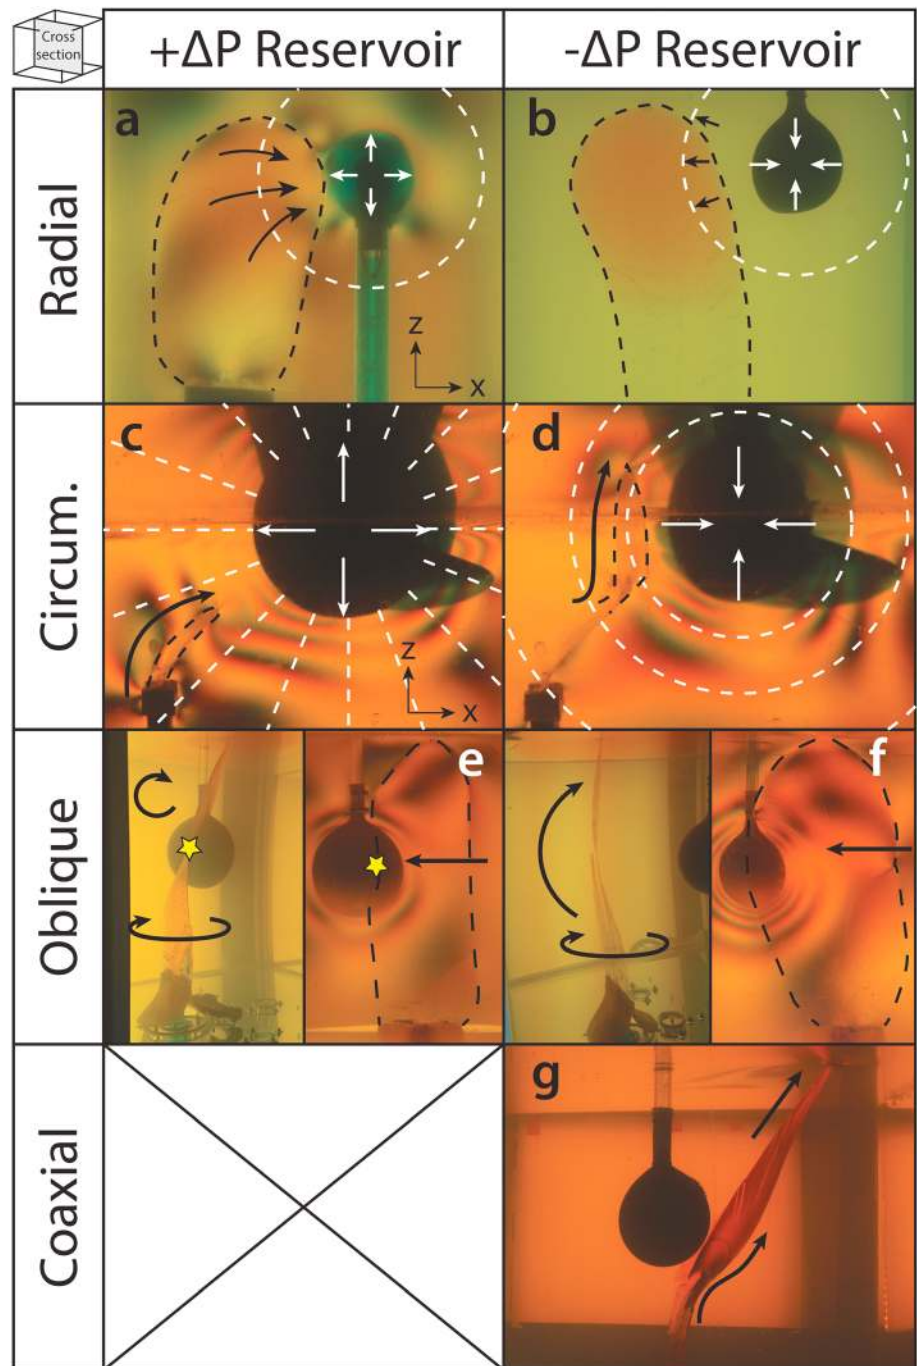 Cross
section
+ΔP Reservoir
-ΔP Reservoir
Radial
a
z
x
b
Circum.
c
z
x
d
Oblique
e
f
Coaxial
g